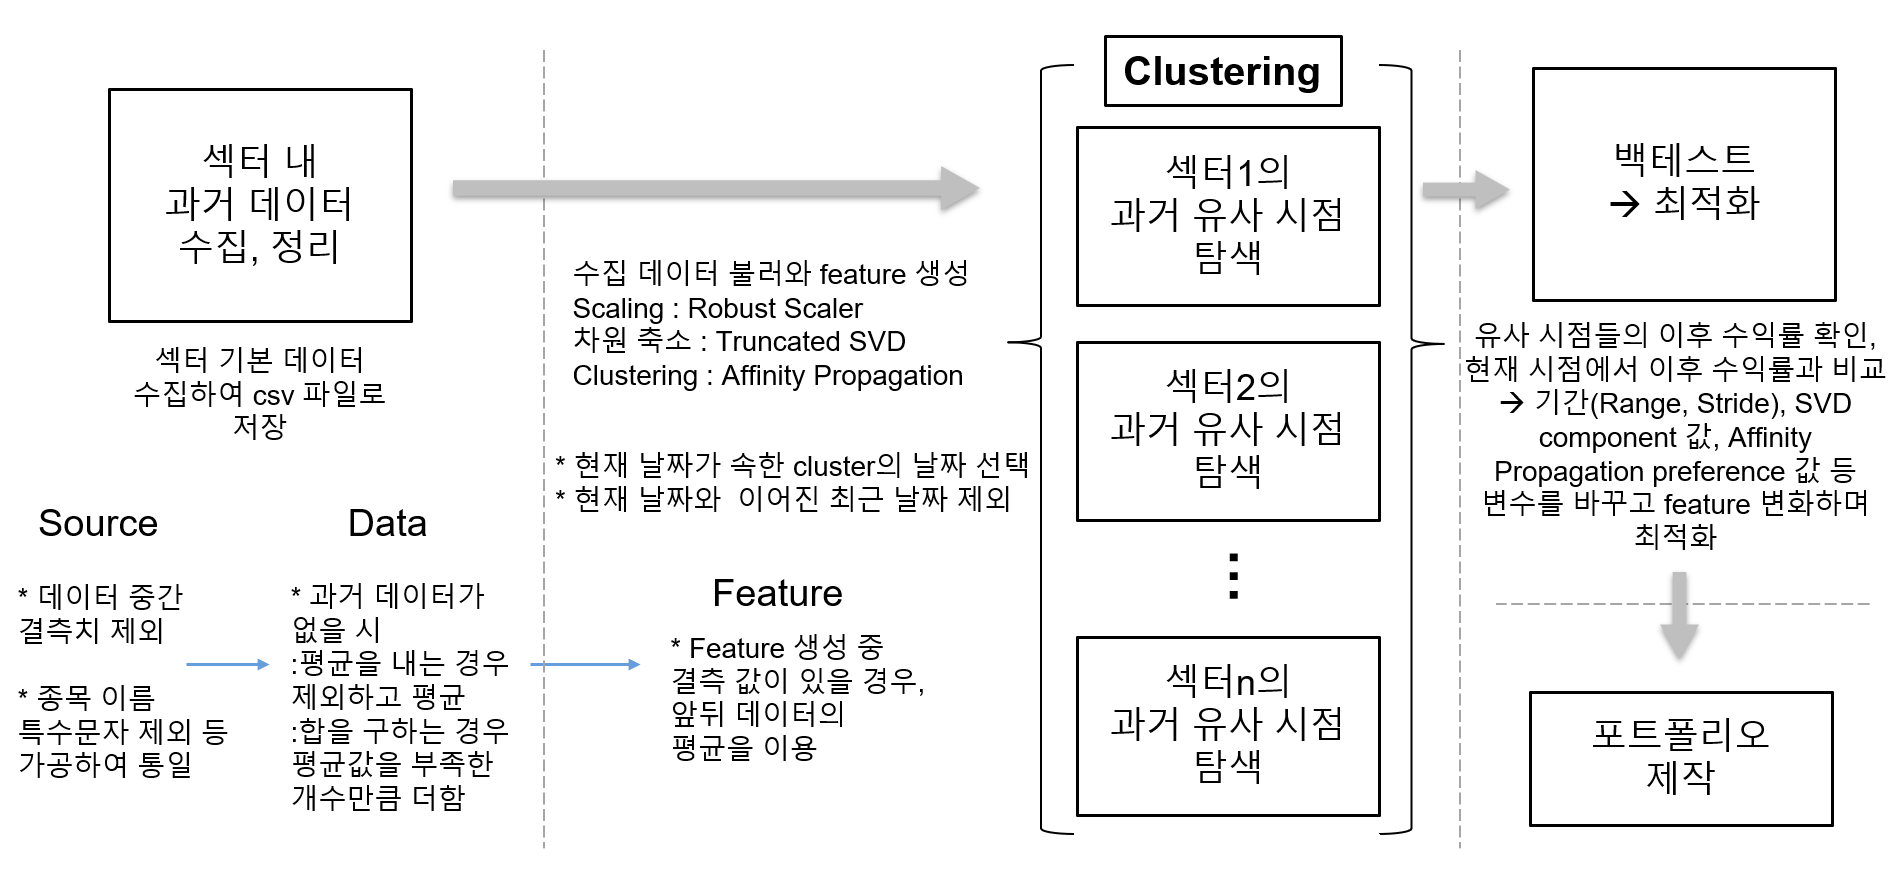 섹터 내
과거 데이터
수집, 정리
섹터 기본 데이터
수집하여 csv 파일로
저장
Source
* 데이터 중간
결측치 제외
* 종목 이름
특수문자 제외 등
가공하여 통일
Data
* 과거 데이터가
없을 시
:평균을 내는 경우
제외하고 평균
:합을 구하는 경우
평균값을 부족한
개수만큼 더함
수집 데이터 불러와 feature 생성
Scaling : Robust Scaler
차원 축소 : Truncated SVD
Clustering : Affinity Propagation
* 현재 날짜가 속한 cluster의 날짜 선택
* 현재 날짜와 이어진 최근 날짜 제외
Feature
* Feature 생성 중
결측 값이 있을 경우,
앞뒤 데이터의
평균을 이용
Clustering
섹터1의
과거 유사 시점
탐색
섹터2의
과거 유사 시점
탐색
⋮
섹터n의
과거 유사 시점
탐색
백테스트
→ 최적화
유사 시점들의 이후 수익률 확인,
현재 시점에서 이후 수익률과 비교
→ 기간(Range, Stride), SVD
component 값, Affinity
Propagation preference 값 등
변수를 바꾸고 feature 변화하며
최적화
포트폴리오
제작